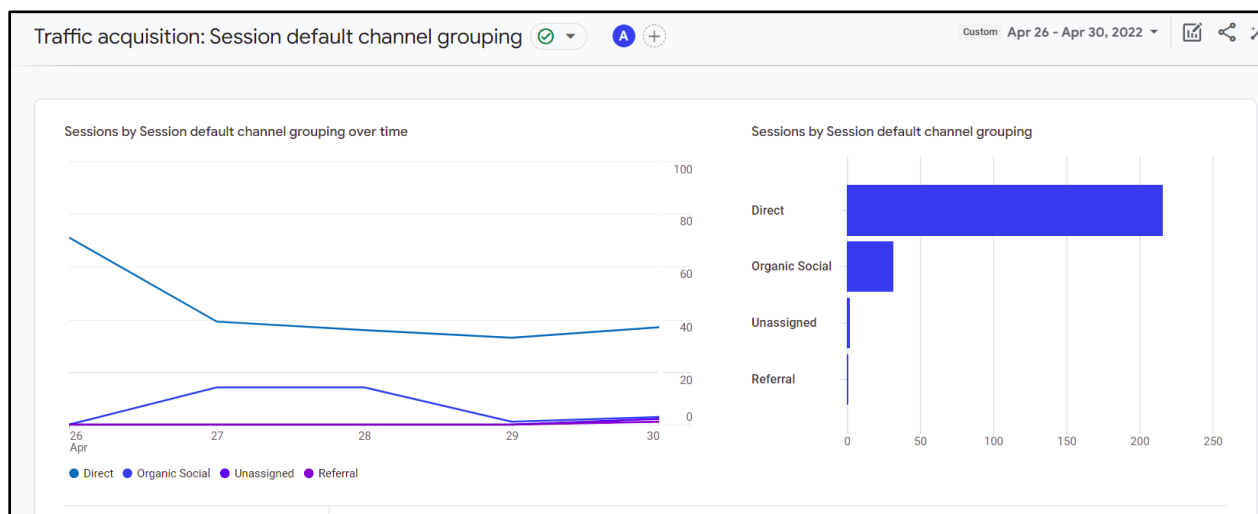 Traffic acquisition: Session default channel grouping
A
Custom Apr 26 - Apr 30, 2022
Sessions by Session default channel grouping over time
100
80
60
40
20
0
26
Apr
27
28
29
30
Direct Organic Social Unassigned Referral
Sessions by Session default channel grouping
Direct
Organic Social
Unassigned
Referral
0 50 100 150 200 250